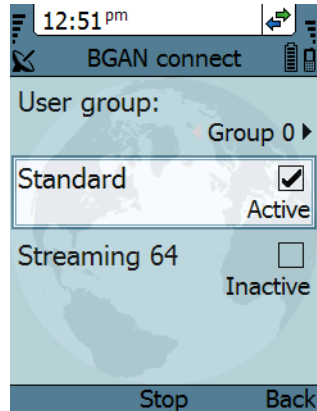 12:51 pm
BGAN connect
User group:
Group 0
Standard
Active
Streaming 64
Inactive
Stop Back